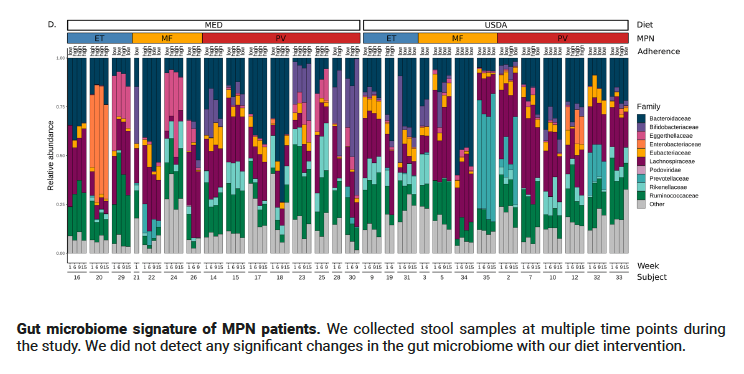 D.
MED USDA Diet
ET MF PV ET MF PV MPN
Adherence
1.00
0.75
0.50
0.25
0.00
Relative abundance
Family
Bacteroidaceae
Bifidobacteriaceae
Eggerthellaceae
Enterobacteriaceae
Eubacteriaceae
Lachnospiraceae
Podoviridae
Prevotellaceae
Rikenellaceae
Ruminococcaceae
Other
Week
16 20 29 21 22 24 26 14 15 17 18 23 25 28 30 9 19 31 3 5 34 35 2 7 10 12 32 33 Subject
Gut microbiome signature of MPN patients. We collected stool samples at multiple time points during
the study. We did not detect any significant changes in the gut microbiome with our diet intervention.